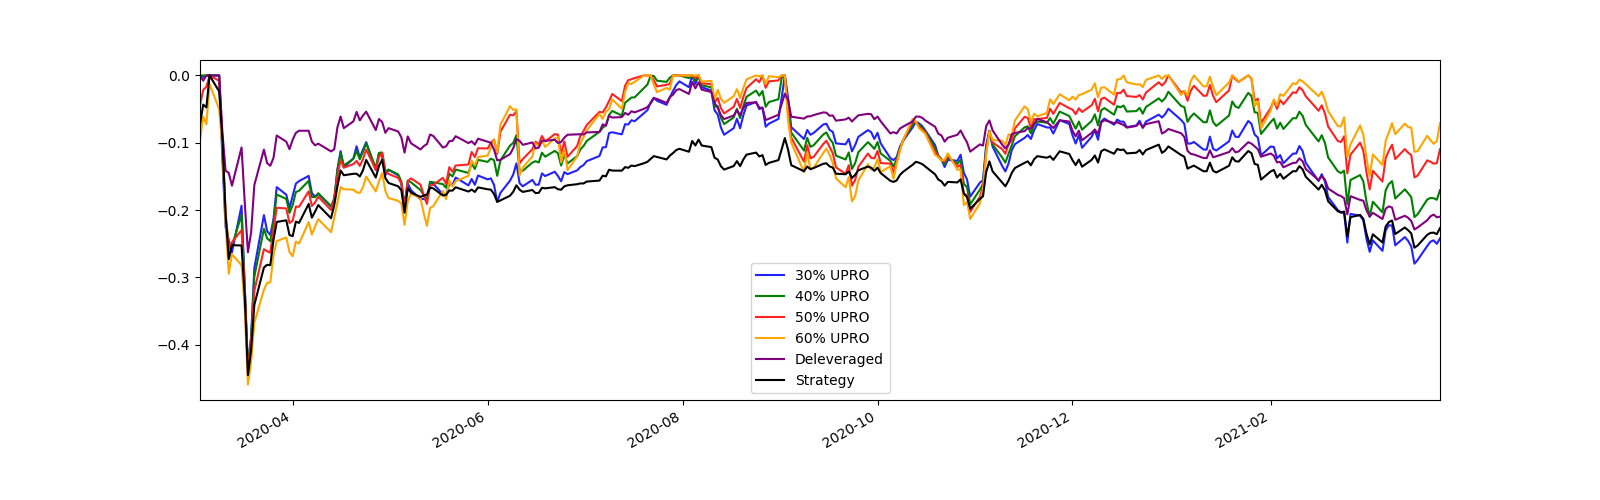 0.0
−0.1
−0.2
−0.3
−0.4
30% UPRO
40% UPRO
50% UPRO
60% UPRO
Deleveraged
Strategy
2020-04
2020-06
2020-08
2020-10
2020-12
2021-02